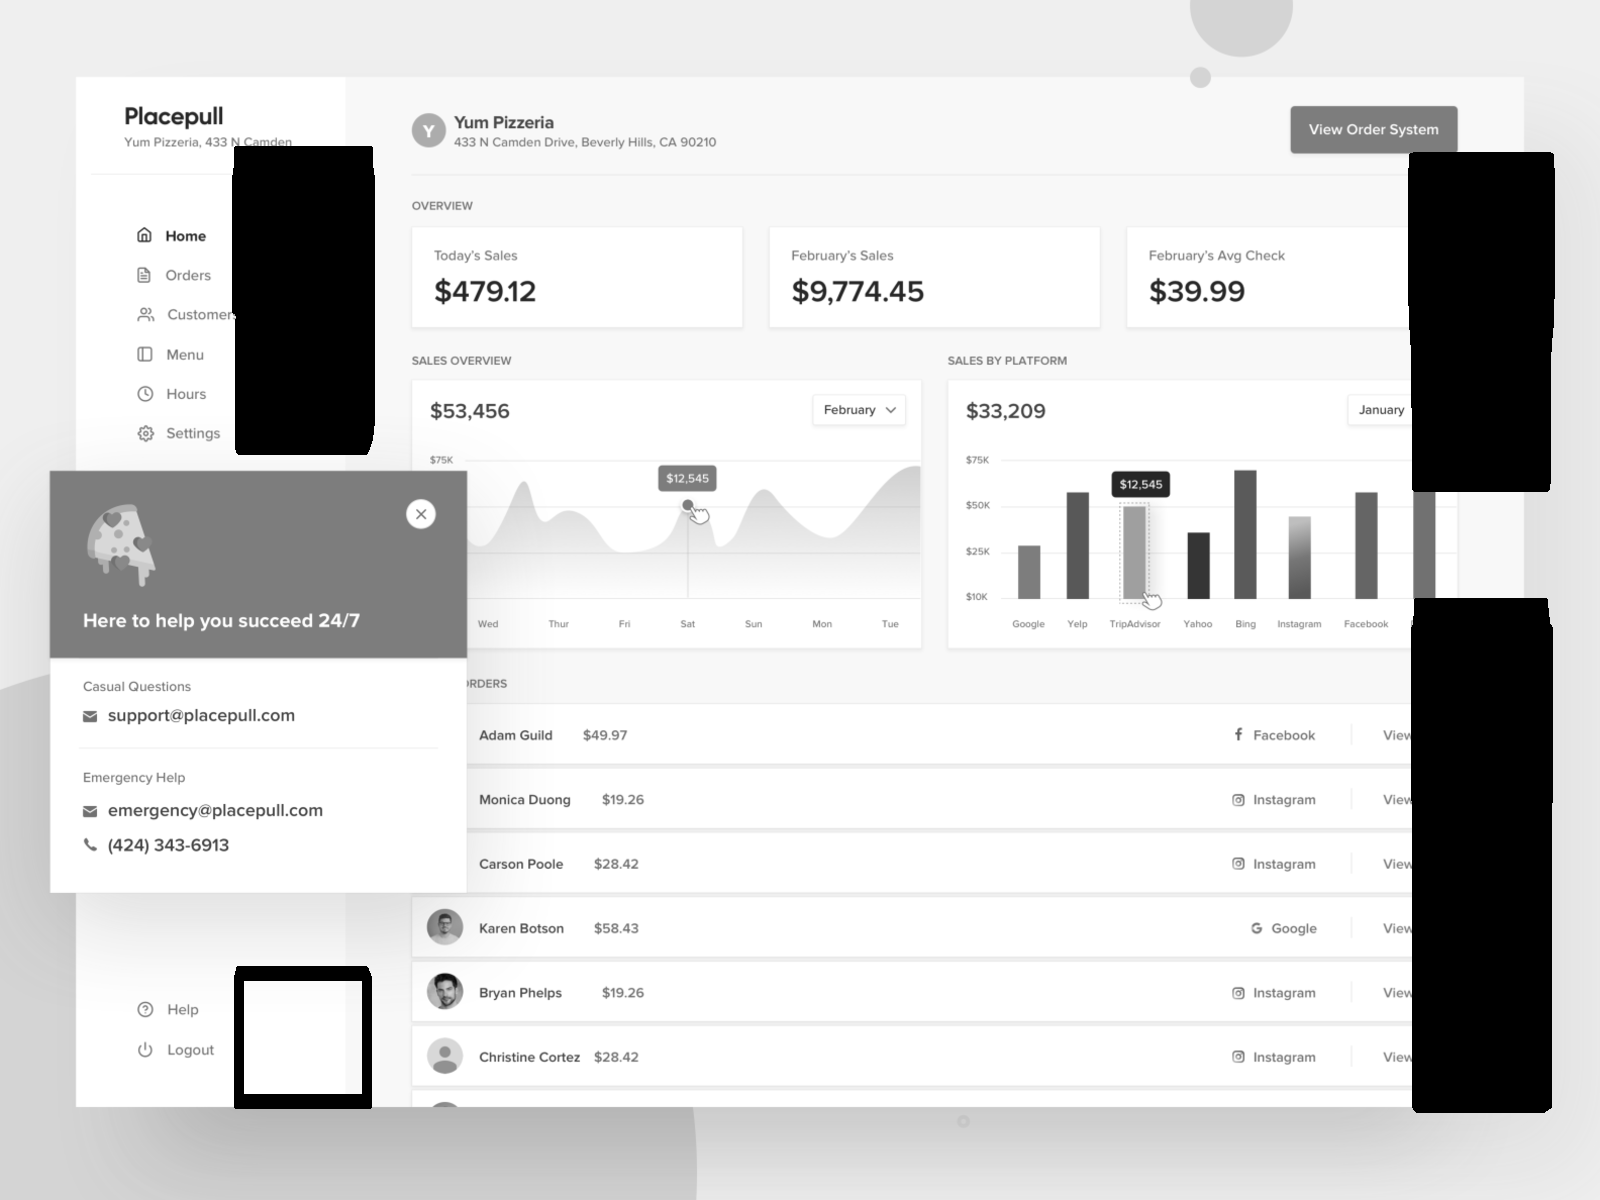 Placepull
Yum Pizzeria, 433 N Camden
Home
Orders
Customer
Menu
Hours
Settings
Here to help you succeed 24/7
Casual Questions
support@placepull.com
Emergency Help
emergency@placepull.com
(424) 343-6913
Help
Logout
Y
Yum Pizzeria
433 N Camden Drive, Beverly Hills, CA 90210
View Order System
OVERVIEW
Today's Sales
$479.12
February's Sales
$9,774.45
February's Avg Check
$39.99
SALES OVERVIEW
$53,456
February
$75K
$12,545
Wed Thur Fri Sat Sun Mon Tue
SALES BY PLATFORM
$33,209
January
$75K
$50K
$25K
$10K
$12,545
Google Yelp TripAdvisor Yahoo Bing Instagram Facebook
RDERS
Adam Guild $49.97 Facebook View
Monica Duong $19.26 Instagram View
Carson Poole $28.42 Instagram View
Karen Botson $58.43 Google View
Bryan Phelps $19.26 Instagram View
Christine Cortez $28.42 Instagram View